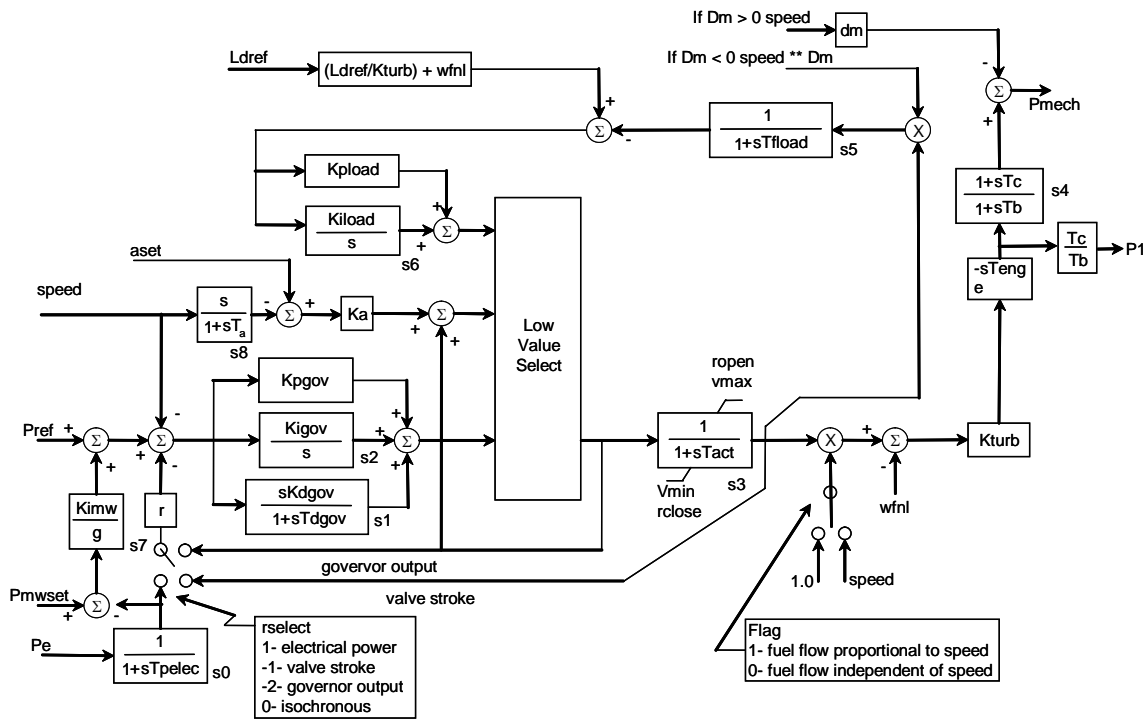 If Dm > 0 speed
dm
Ldref
(Ldref/Kturb) + wfnl
If Dm < 0 speed ** Dm
-
Σ
Pmech
+
+
Σ
-
1
1+sTfload
s5
X
Kpload
+
Kiload
s
s6
+
Σ
1+sTc
1+sTb
s4
Tc
Tb
P1
-sTeng
e
aset
speed
s
1+sTa
s8
-
Σ
+
Ka
+
Σ
+
Low
Value
Select
Kpgov
ropen
vmax
-
Pref
+
Σ
+
+
Σ
-
Kigov
s
s2
+
+
Σ
+
1
1+sTact
s3
X
+
Σ
-
wfnl
Kturb
Vmin
rclose
Kimw
g
r
s7
sKdgov
1+sTdgov
s1
governor output
valve stroke
1.0
speed
Pmwset
+
Σ
-
Pe
1
1+sTpelec
s0
rselect
1- electrical power
-1- valve stroke
-2- governor output
0- isochronous
Flag
1- fuel flow proportional to speed
0- fuel flow independent of speed